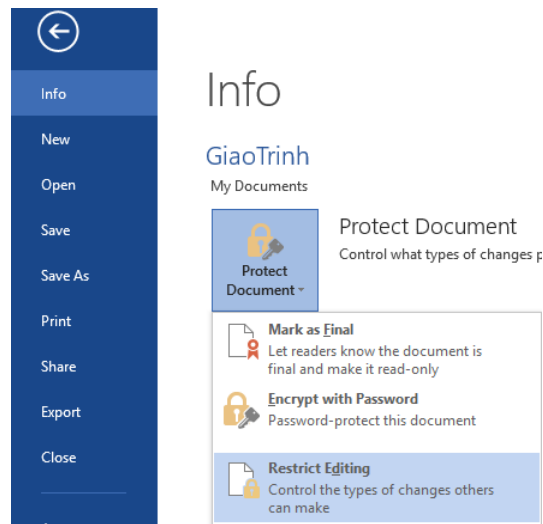 Info
New
Open
Save
Save As
Print
Share
Export
Close
Info
GiaoTrinh
My Documents
Protect
Document
Protect Document
Control what types of changes
Mark as Final
Let readers know the document is
final and make it read-only
Encrypt with Password
Password-protect this document
Restrict Editing
Control the types of changes others
can make